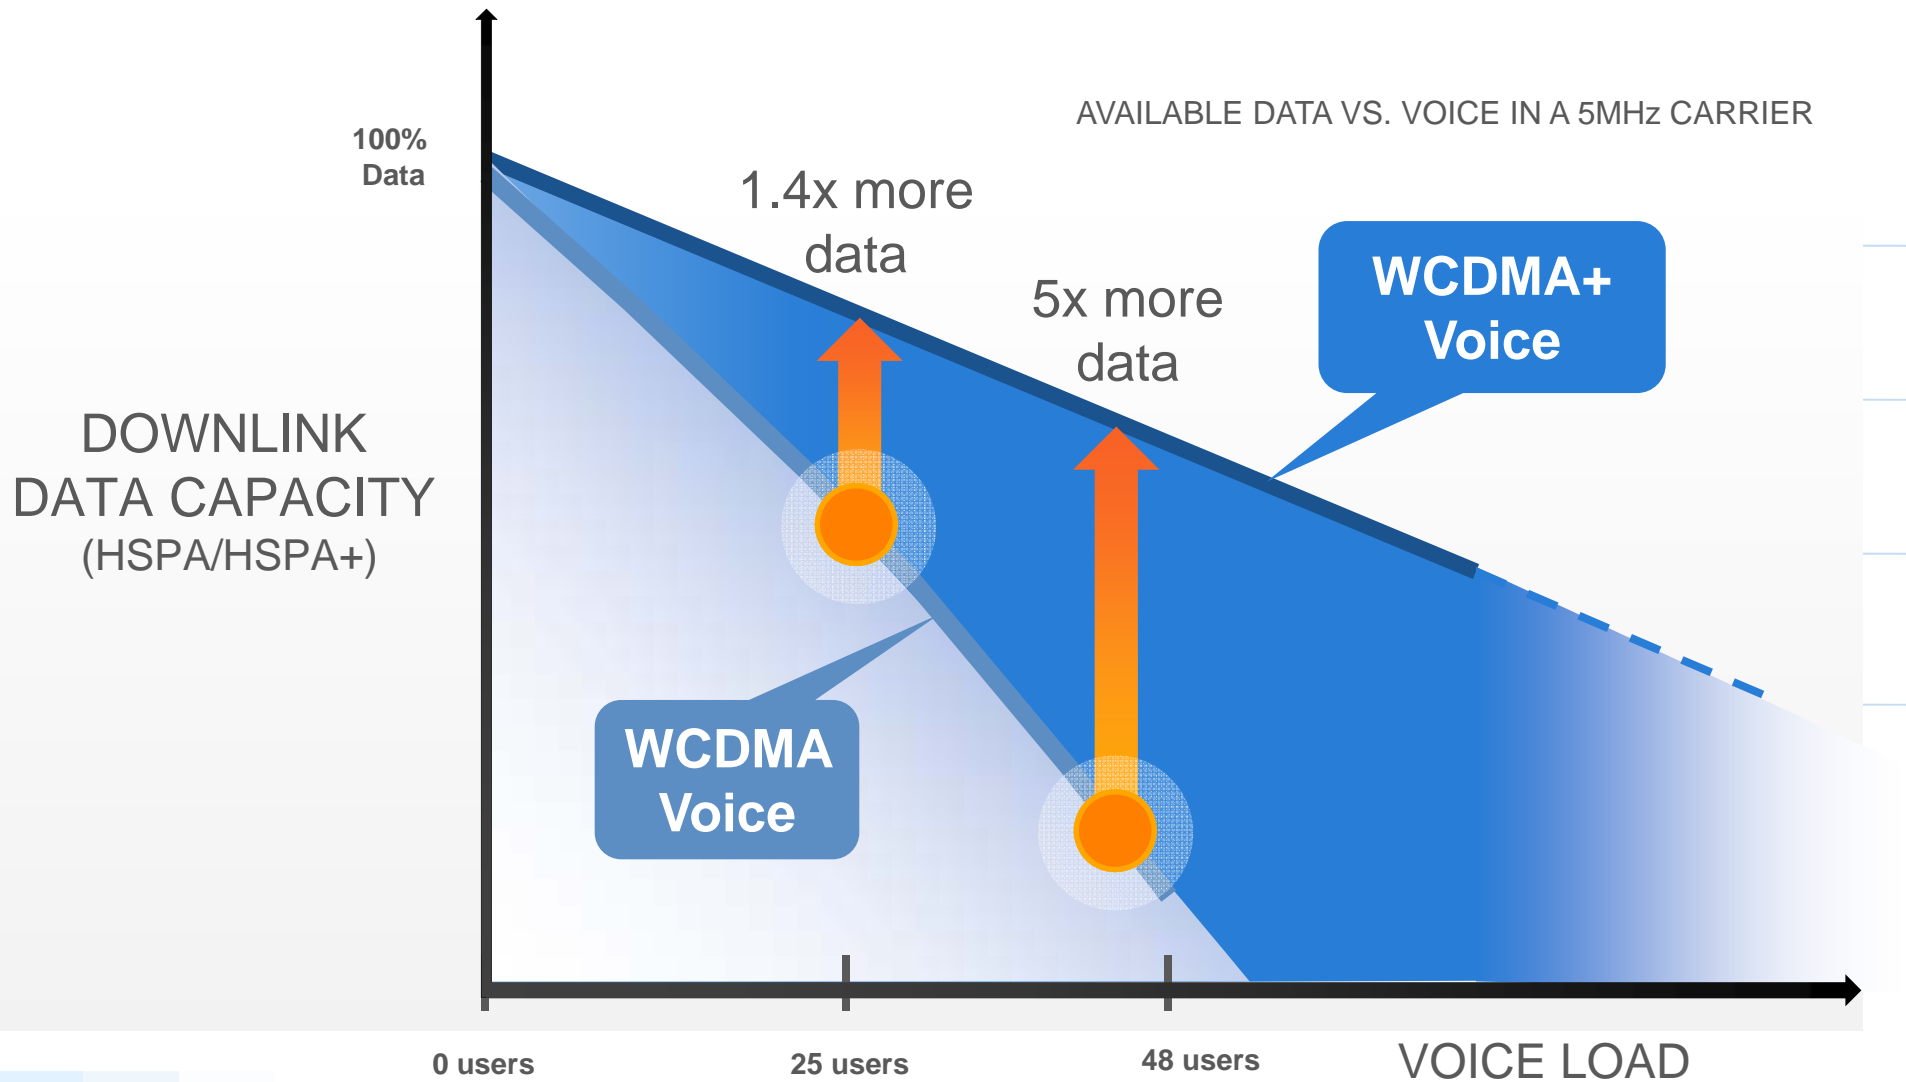 AVAILABLE DATA VS. VOICE IN A 5MHz CARRIER
100%
Data
1.4x more
data
5x more
data
WCDMA+
Voice
DOWNLINK
DATA CAPACITY
(HSPA/HSPA+)
WCDMA
Voice
0 users
25 users
48 users
VOICE LOAD